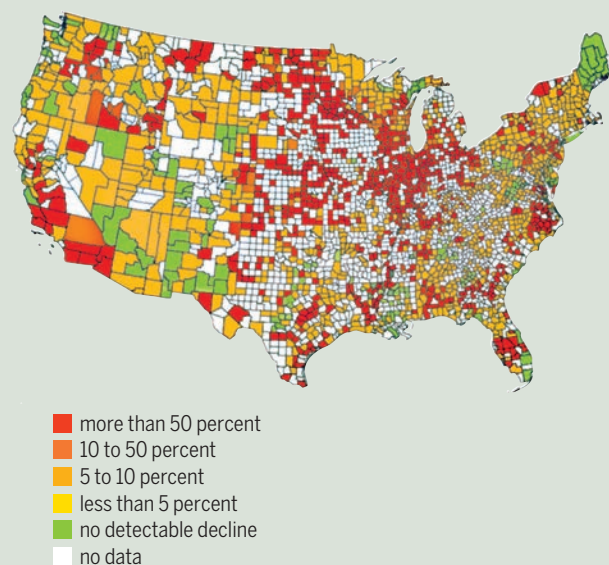 more than 50 percent
10 to 50 percent
5 to 10 percent
less than 5 percent
no detectable decline
no data